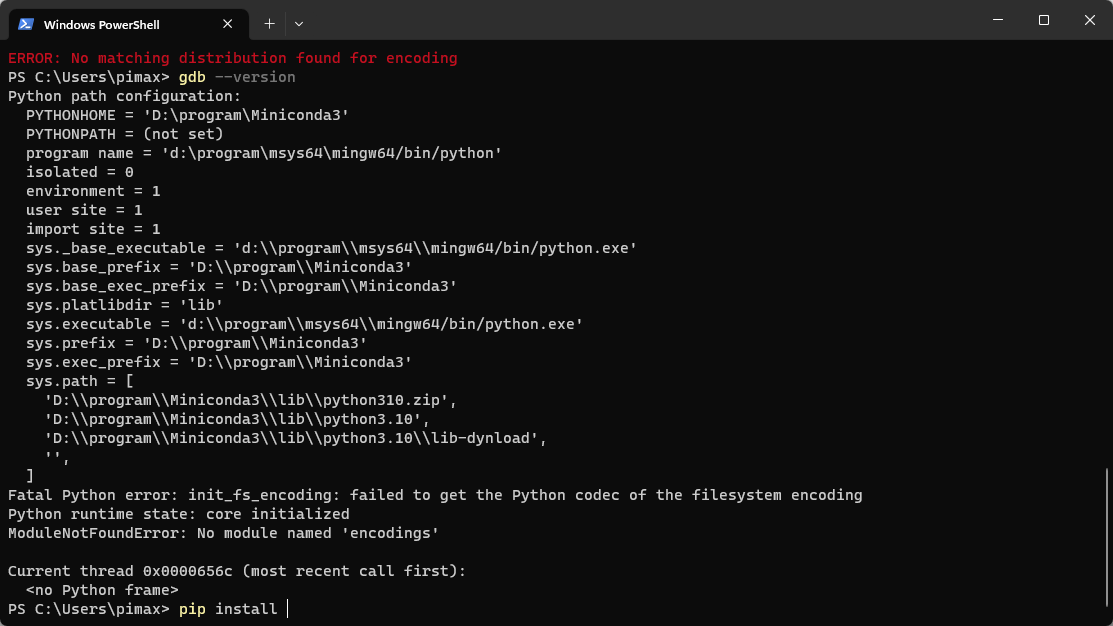 Windows PowerShell
ERROR: No matching distribution found for encoding
PS C:\Users\pimax> gdb --version
Python path configuration:
  PYTHONHOME = 'D:\program\Miniconda3'
  PYTHONPATH = (not set)
  program name = 'd:\program\msys64\mingw64/bin/python'
  isolated = 0
  environment = 1
  user site = 1
  import site = 1
  sys._base_executable = 'd:\\program\\msys64\\mingw64/bin/python.exe'
  sys.base_prefix = 'D:\\program\\Miniconda3'
  sys.base_exec_prefix = 'D:\\program\\Miniconda3'
  sys.platlibdir = 'lib'
  sys.executable = 'd:\\program\\msys64\\mingw64/bin/python.exe'
  sys.prefix = 'D:\\program\\Miniconda3'
  sys.exec_prefix = 'D:\\program\\Miniconda3'
  sys.path = [
    'D:\\program\\Miniconda3\\lib\\python310.zip',
    'D:\\program\\Miniconda3\\lib\\python3.10',
    'D:\\program\\Miniconda3\\lib\\python3.10\\lib-dynload',
    '',
  ]
Fatal Python error: init_fs_encoding: failed to get the Python codec of the filesystem encoding
Python runtime state: core initialized
ModuleNotFoundError: No module named 'encodings'

Current thread 0x0000656c (most recent call first):
  <no Python frame>
PS C:\Users\pimax> pip install